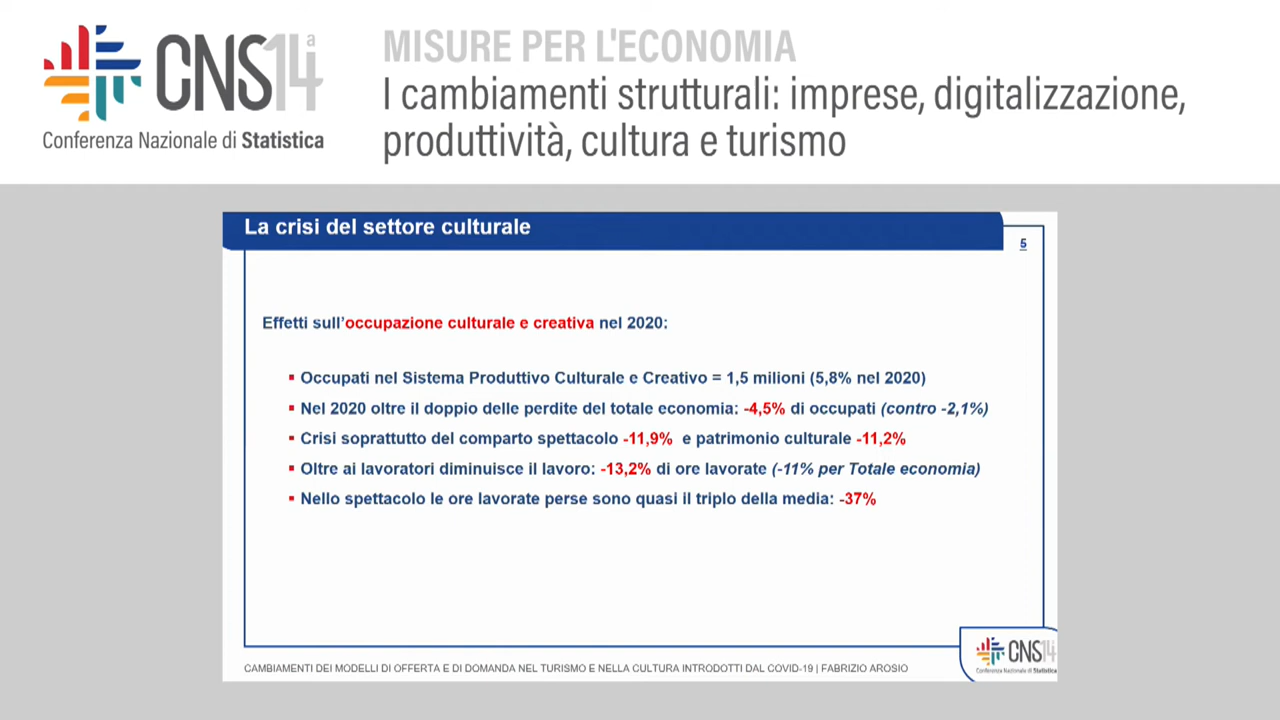 CNS14a
Conferenza Nazionale di Statistica
MISURE PER L'ECONOMIA
I cambiamenti strutturali: imprese, digitalizzazione,
produttività, cultura e turismo
La crisi del settore culturale
5
Effetti sull'occupazione culturale e creativa nel 2020:
▪ Occupati nel Sistema Produttivo Culturale e Creativo = 1,5 milioni (5,8% nel 2020)
▪ Nel 2020 oltre il doppio delle perdite del totale economia: -4,5% di occupati (contro -2,1%)
▪ Crisi soprattutto del comparto spettacolo -11,9% e patrimonio culturale -11,2%
▪ Oltre ai lavoratori diminuisce il lavoro: -13,2% di ore lavorate (-11% per Totale economia)
▪ Nello spettacolo le ore lavorate perse sono quasi il triplo della media: -37%
CAMBIAMENTI DEI MODELLI DI OFFERTA E DI DOMANDA NEL TURISMO E NELLA CULTURA INTRODOTTI DAL COVID-19 | FABRIZIO AROSIO
CNS14
Conferenza Nazionale di Statistica